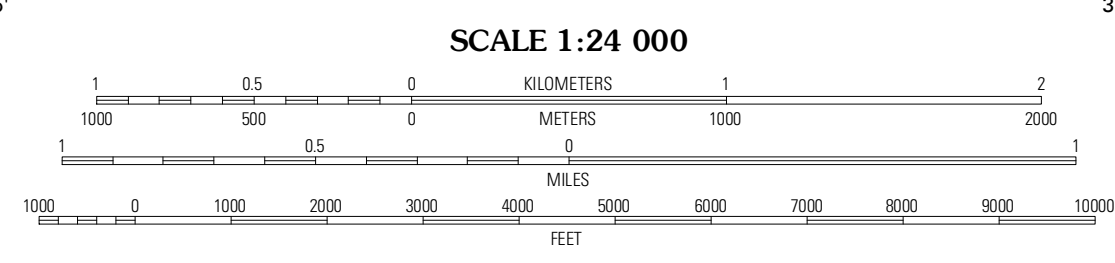 3
SCALE 1:24 000
1 0.5 0 KILOMETERS 1 2
1000 500 0 METERS 1000 2000
1 0.5 0 1
MILES
1000 0 1000 2000 3000 4000 5000 6000 7000 8000 9000 10000
FEET